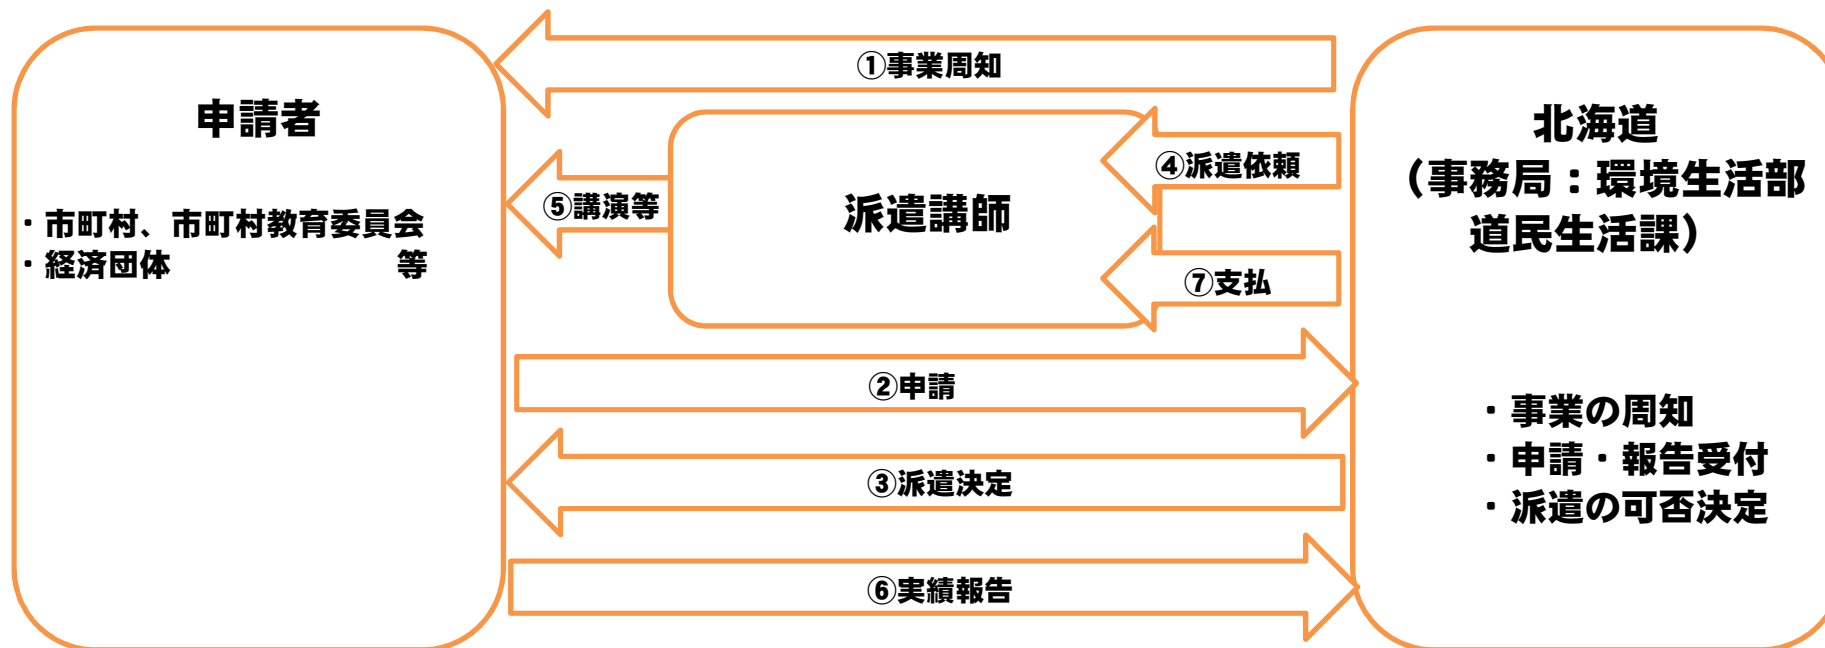 ①事業周知
申請者
・市町村、市町村教育委員会
・経済団体 等
⑤講演等
派遣講師
④派遣依頼
⑦支払
北海道
（事務局：環境生活部
道民生活課）
②申請
③派遣決定
⑥実績報告
・事業の周知
・申請・報告受付
・派遣の可否決定